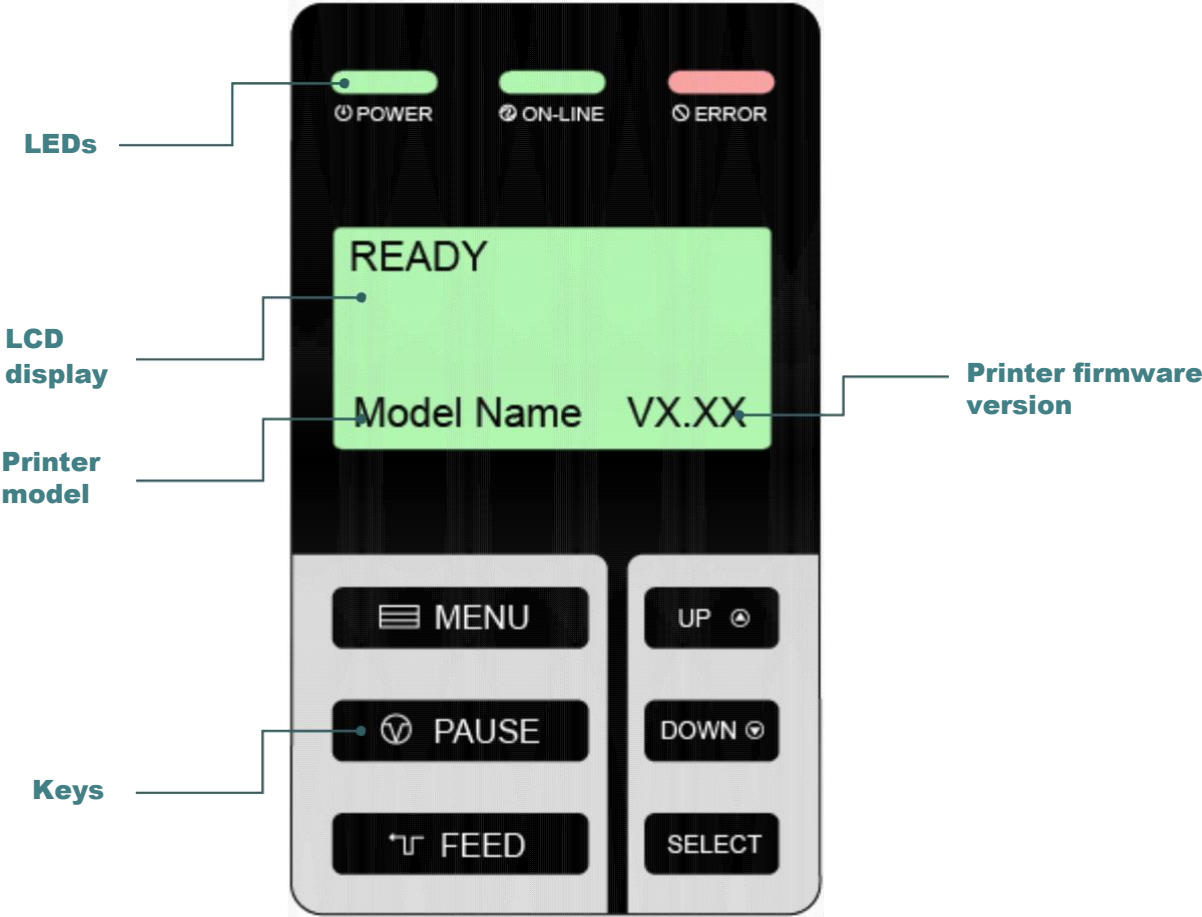 POWER ON-LINE ERROR
LEDs
READY
LCD
display
Printer firmware
version
Model Name VX.XX
Printer
model
MENU UP
PAUSE DOWN
Keys
FEED SELECT